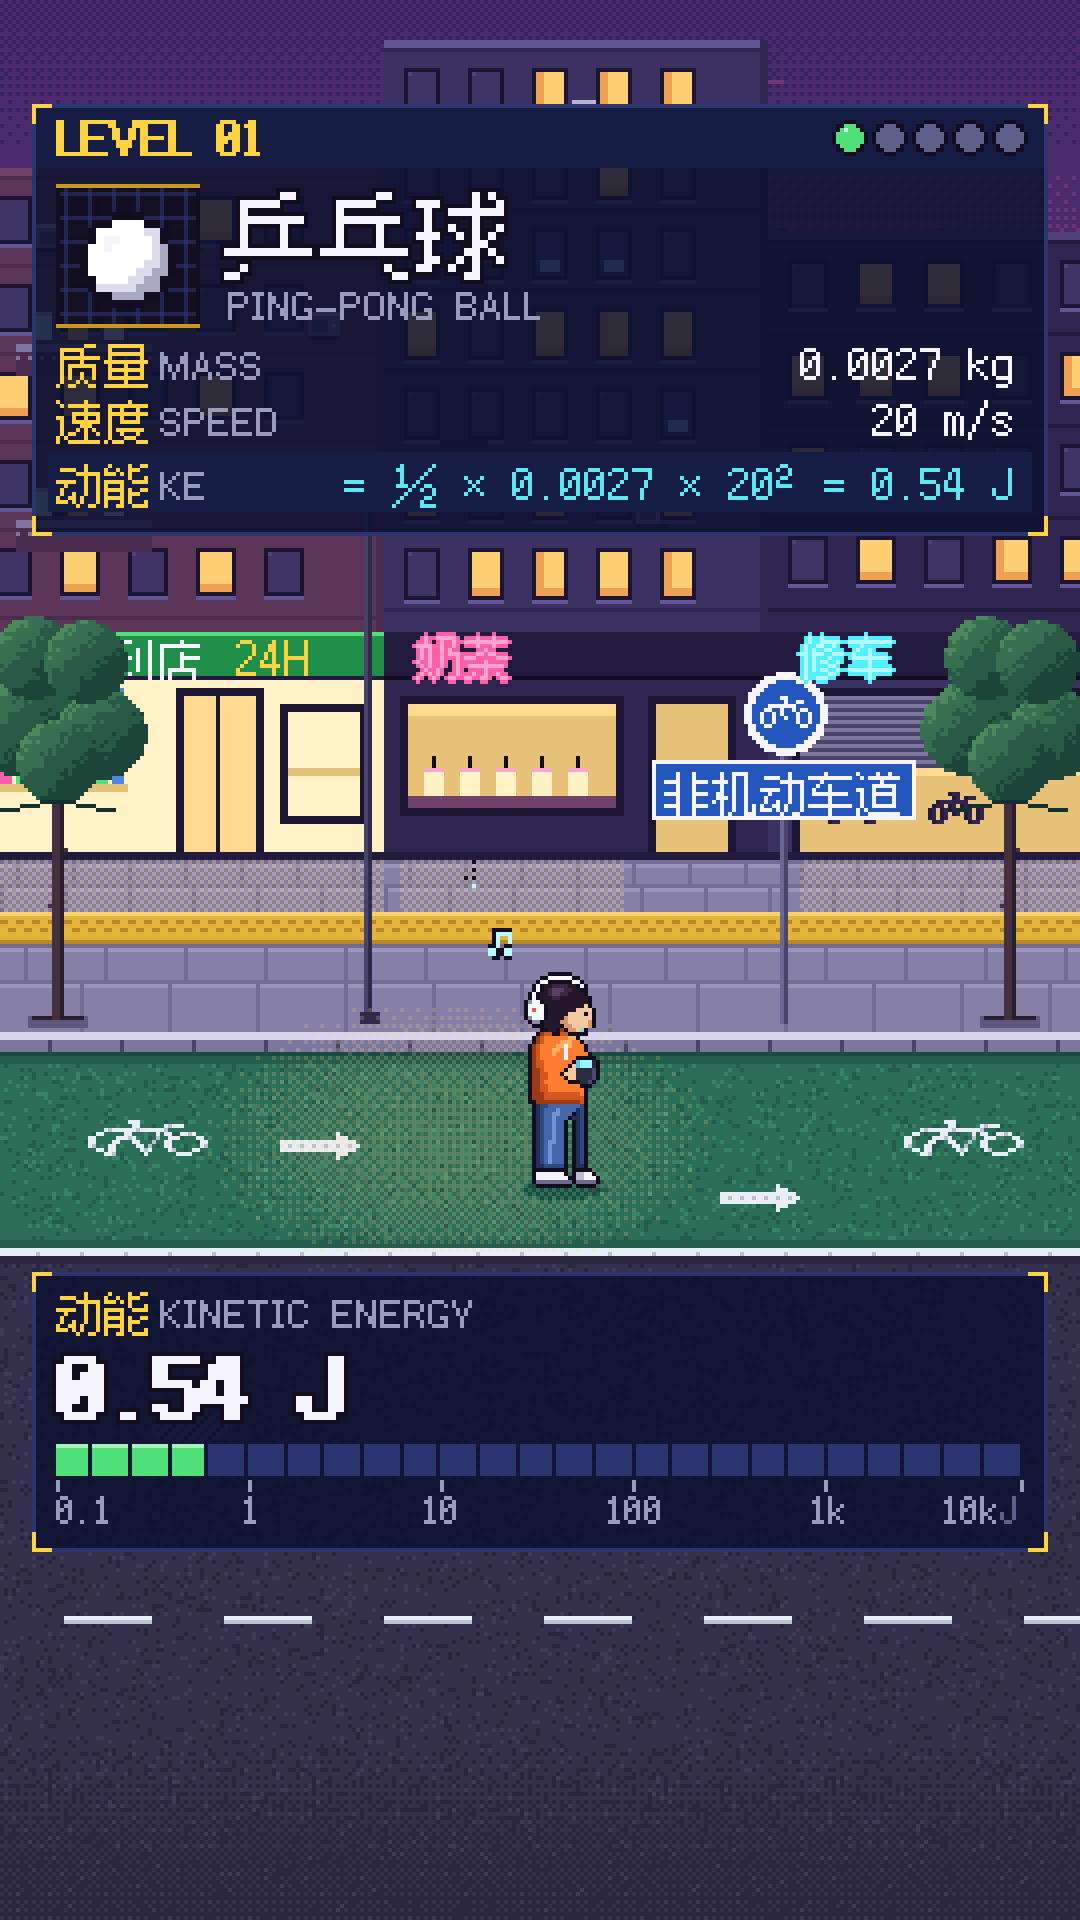 LEVEL 01
乒乓球
PING-PONG BALL
质量 MASS 0.0027 kg
速度 SPEED 20 m/s
动能 KE = ½ × 0.0027 × 20² = 0.54 J
店 24H
奶茶
修车
非机动车道
动能 KINETIC ENERGY
0.54 J
0.1 1 10 100 1k 10kJ